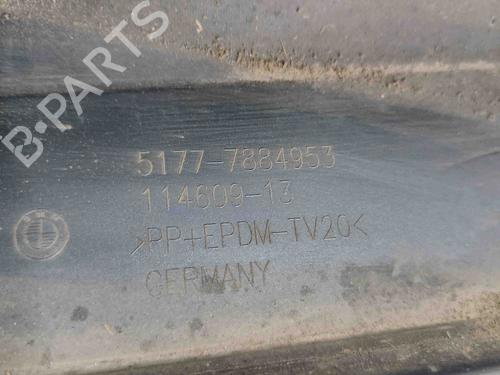 B-PARTS
5177-7884953
114609-13
>PP+EPDM-TV20<
GERMANY